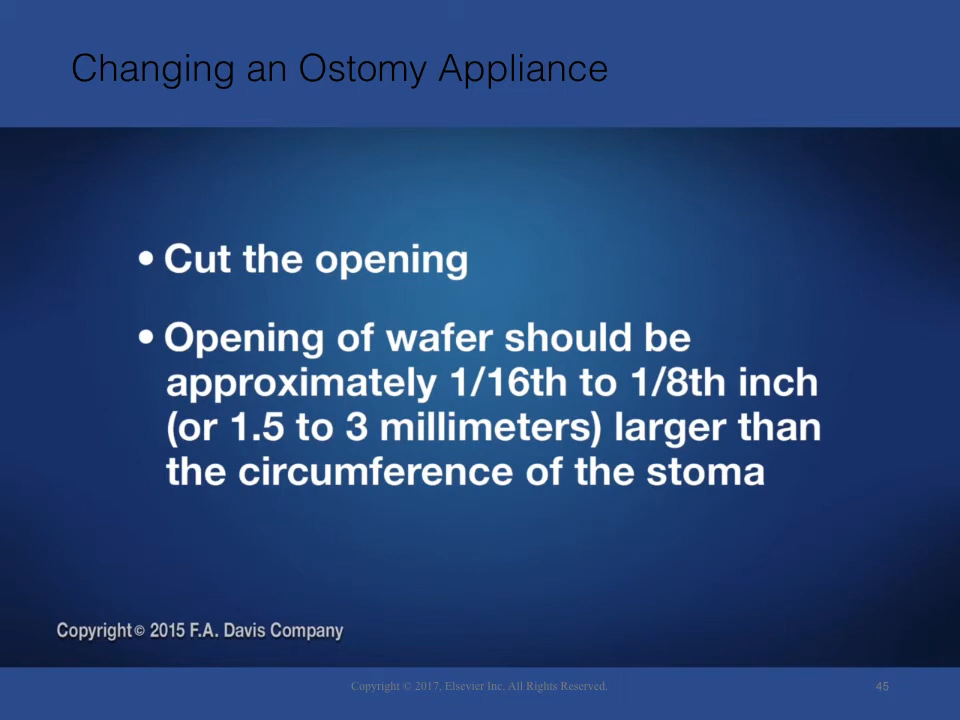 Changing an Ostomy Appliance
• Cut the opening
• Opening of wafer should be
approximately 1/16th to 1/8th inch
(or 1.5 to 3 millimeters) larger than
the circumference of the stoma
Copyright © 2015 F.A. Davis Company
Copyright © 2017, Elsevier Inc. All Rights Reserved.
45